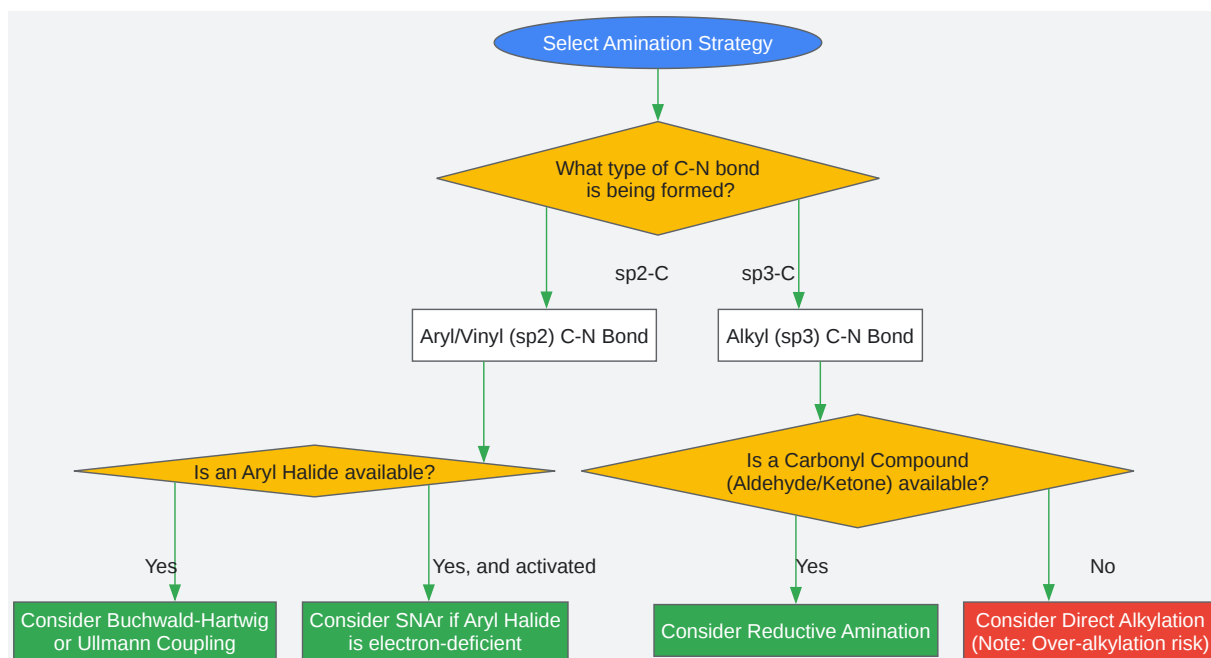 Select Amination Strategy
What type of C-N bond
is being formed?
sp2-C
sp3-C
Aryl/Vinyl (sp2) C-N Bond
Alkyl (sp3) C-N Bond
Is an Aryl Halide available?
Is a Carbonyl Compound
(Aldehyde/Ketone) available?
Yes
Yes, and activated
Yes
No
Consider Buchwald-Hartwig
or Ullmann Coupling
Consider SNAr if Aryl Halide
is electron-deficient
Consider Reductive Amination
Consider Direct Alkylation
(Note: Over-alkylation risk)